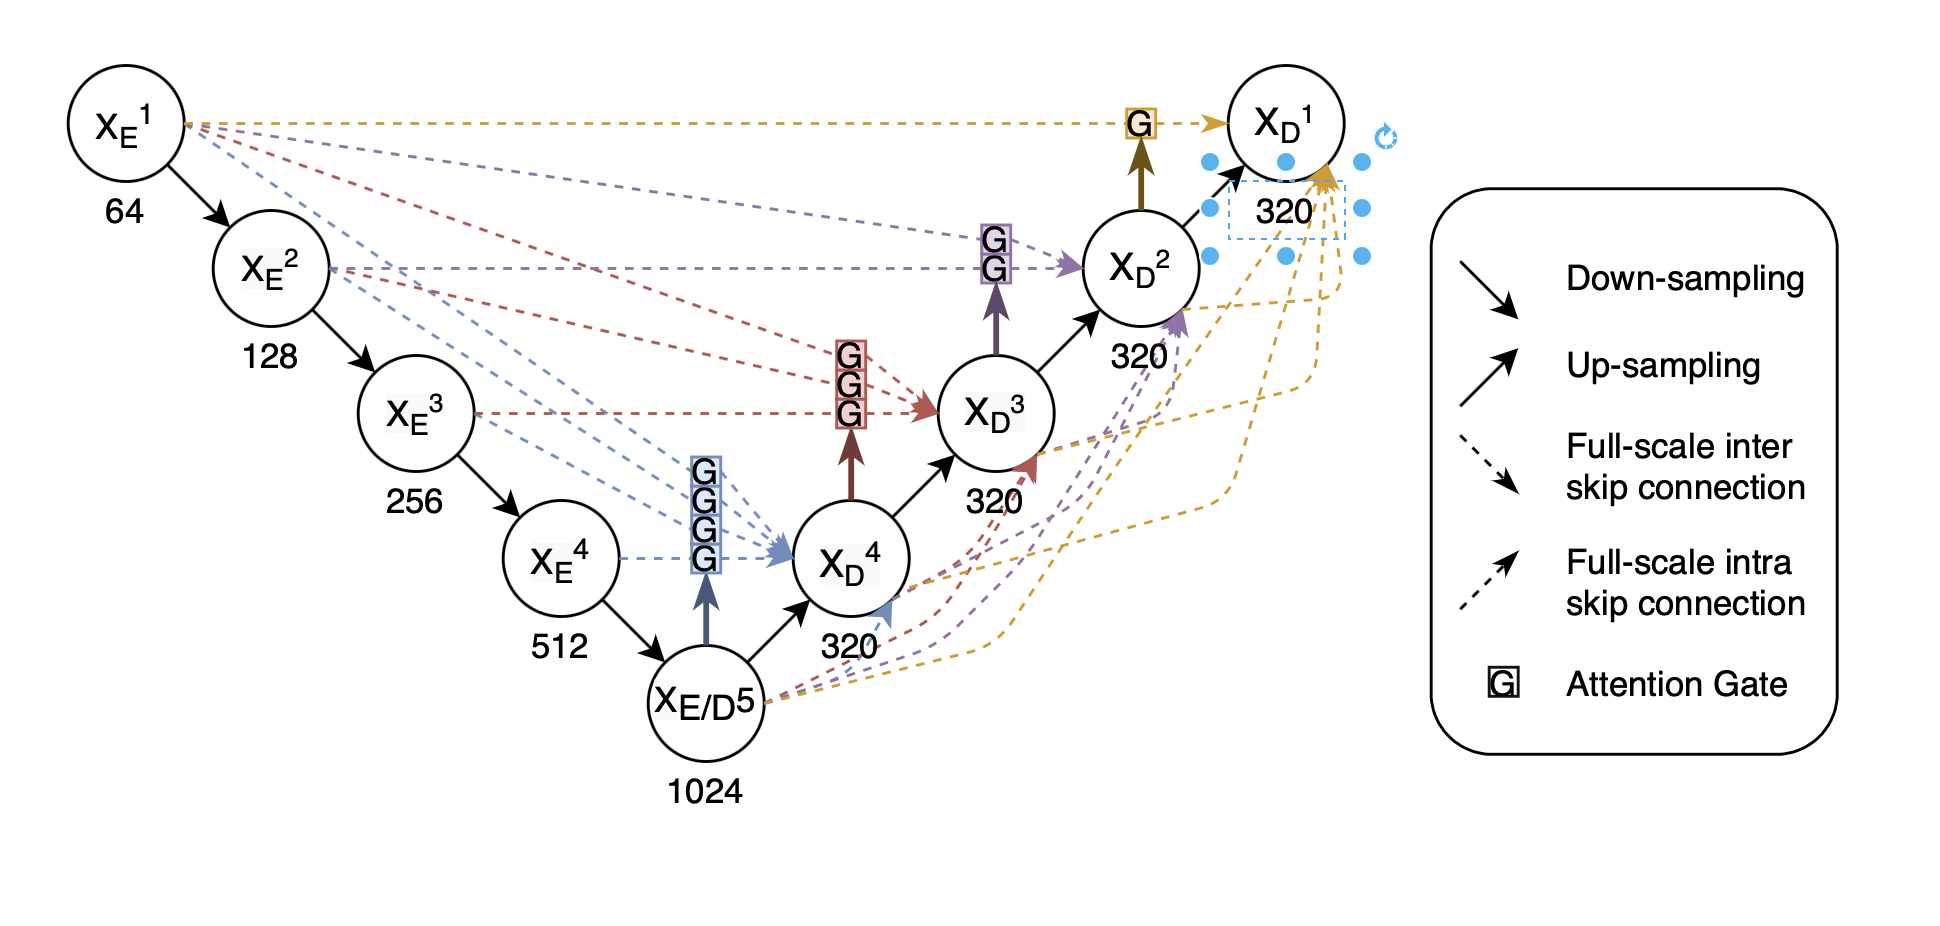 X_E^1
64
X_E^2
128
X_E^3
256
X_E^4
512
X_E/D5
1024
G
G
G
G
X_D^4
320
G
G
G
X_D^3
320
G
G
X_D^2
320
G
X_D^1
320
Down-sampling
Up-sampling
Full-scale inter
skip connection
Full-scale intra
skip connection
G
Attention Gate